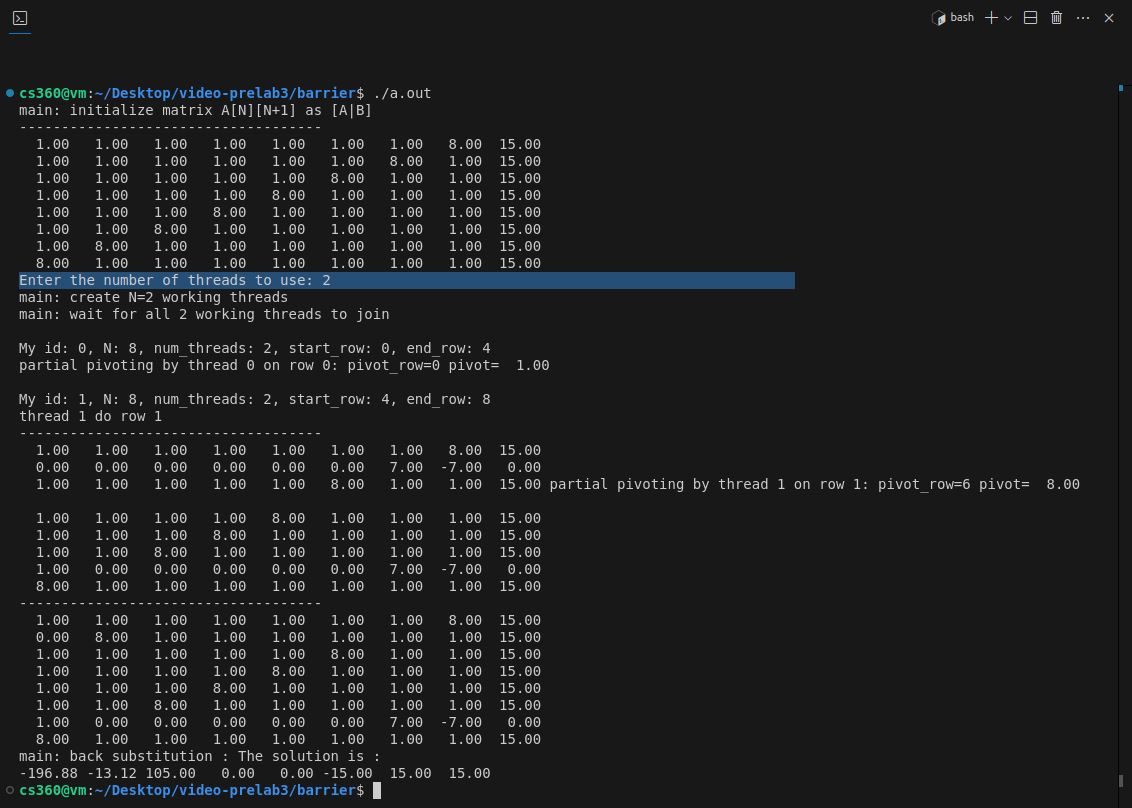 bash
cs360@vm:~/Desktop/video-prelab3/barrier$ ./a.out
main: initialize matrix A[N][N+1] as [A|B]
------------------------------------
1.00 1.00 1.00 1.00 1.00 1.00 1.00 8.00 15.00
1.00 1.00 1.00 1.00 1.00 1.00 8.00 1.00 15.00
1.00 1.00 1.00 1.00 1.00 8.00 1.00 1.00 15.00
1.00 1.00 1.00 1.00 8.00 1.00 1.00 1.00 15.00
1.00 1.00 1.00 8.00 1.00 1.00 1.00 1.00 15.00
1.00 1.00 8.00 1.00 1.00 1.00 1.00 1.00 15.00
1.00 8.00 1.00 1.00 1.00 1.00 1.00 1.00 15.00
8.00 1.00 1.00 1.00 1.00 1.00 1.00 1.00 15.00
Enter the number of threads to use: 2
main: create N=2 working threads
main: wait for all 2 working threads to join
My id: 0, N: 8, num_threads: 2, start_row: 0, end_row: 4
partial pivoting by thread 0 on row 0: pivot_row=0 pivot=  1.00
My id: 1, N: 8, num_threads: 2, start_row: 4, end_row: 8
thread 1 do row 1
------------------------------------
1.00 1.00 1.00 1.00 1.00 1.00 1.00 8.00 15.00
0.00 0.00 0.00 0.00 0.00 0.00 7.00 -7.00 0.00
1.00 1.00 1.00 1.00 1.00 8.00 1.00 1.00 15.00 partial pivoting by thread 1 on row 1: pivot_row=6 pivot=  8.00
1.00 1.00 1.00 1.00 8.00 1.00 1.00 1.00 15.00
1.00 1.00 1.00 8.00 1.00 1.00 1.00 1.00 15.00
1.00 1.00 8.00 1.00 1.00 1.00 1.00 1.00 15.00
1.00 0.00 0.00 0.00 0.00 0.00 7.00 -7.00 0.00
8.00 1.00 1.00 1.00 1.00 1.00 1.00 1.00 15.00
------------------------------------
1.00 1.00 1.00 1.00 1.00 1.00 1.00 8.00 15.00
0.00 8.00 1.00 1.00 1.00 1.00 1.00 1.00 15.00
1.00 1.00 1.00 1.00 1.00 8.00 1.00 1.00 15.00
1.00 1.00 1.00 1.00 8.00 1.00 1.00 1.00 15.00
1.00 1.00 1.00 8.00 1.00 1.00 1.00 1.00 15.00
1.00 1.00 8.00 1.00 1.00 1.00 1.00 1.00 15.00
1.00 0.00 0.00 0.00 0.00 0.00 7.00 -7.00 0.00
8.00 1.00 1.00 1.00 1.00 1.00 1.00 1.00 15.00
main: back substitution : The solution is :
-196.88 -13.12 105.00 0.00 0.00 -15.00 15.00 15.00
cs360@vm:~/Desktop/video-prelab3/barrier$